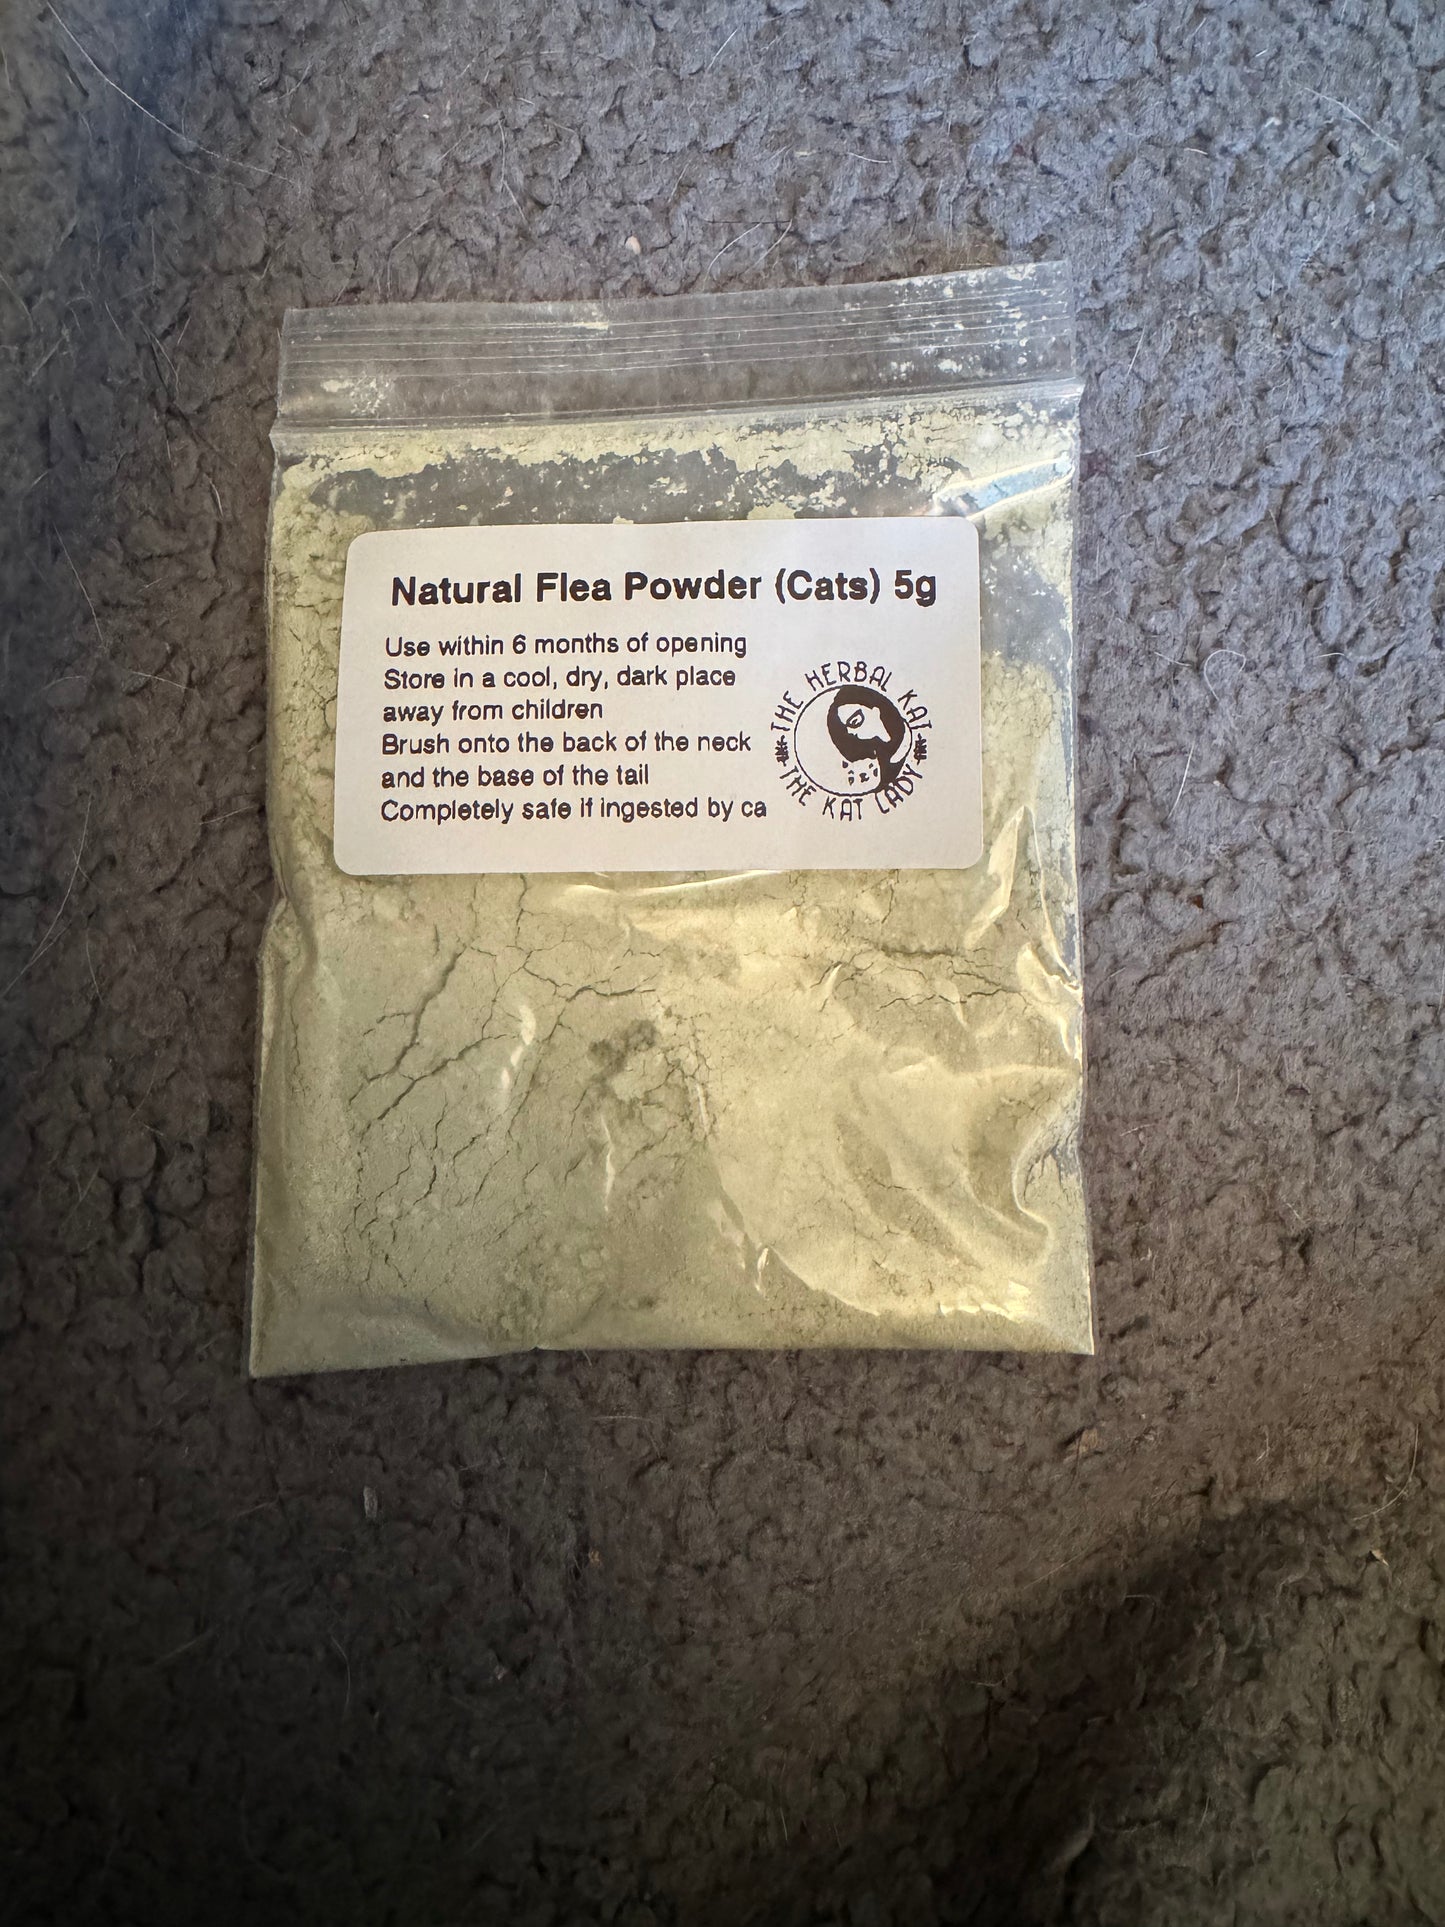 Natural Flea Powder (Cats) 5g
Use within 6 months of opening
Store in a cool, dry, dark place
away from children
Brush onto the back of the neck
and the base of the tail
Completely safe if ingested by ca
THE HERBAL KAT
THE KAT LADY